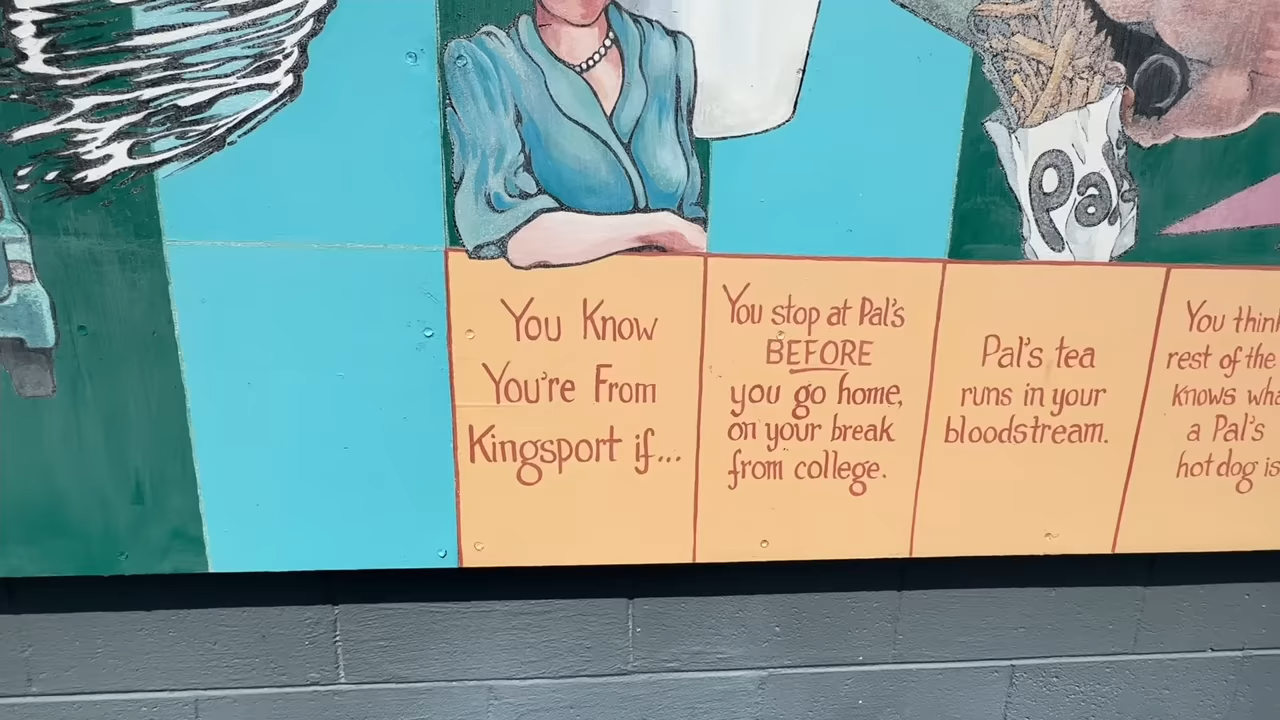 Pal's
You Know
You're From
Kingsport if...
You stop at Pal's
BEFORE
you go home,
on your break
from college.
Pal's tea
runs in your
bloodstream.
You think
rest of the
knows
a Pal's
hot dog is